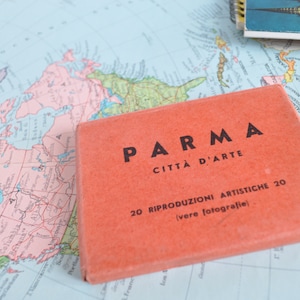 PARMA
CITTÀ D'ARTE
20 RIPRODUZIONI ARTISTICHE 20
(vere fotografie)